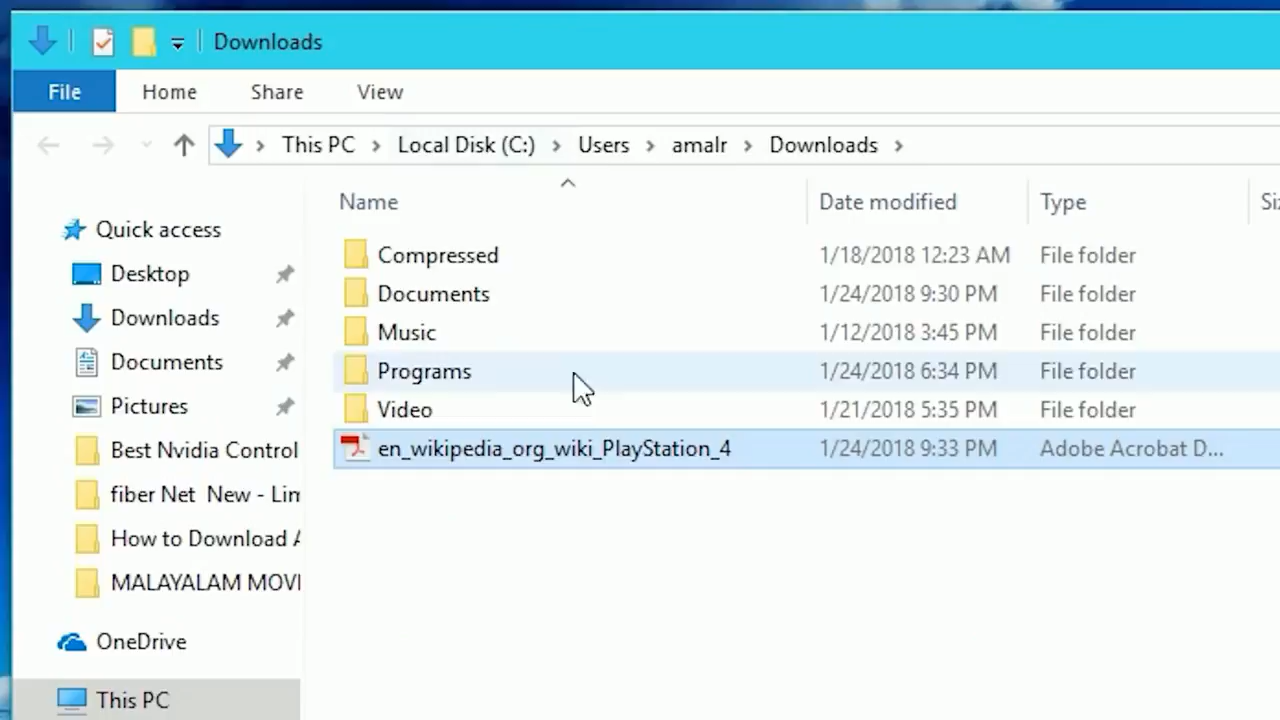 Downloads
File Home Share View
This PC Local Disk (C:) Users amalr Downloads
Name Date modified Type
Quick access
Desktop
Downloads
Documents
Pictures
Best Nvidia Control
fiber Net New - Lim
How to Download A
MALAYALAM MOVI
OneDrive
This PC
Compressed 1/18/2018 12:23 AM File folder
Documents 1/24/2018 9:30 PM File folder
Music 1/12/2018 3:45 PM File folder
Programs 1/24/2018 6:34 PM File folder
Video 1/21/2018 5:35 PM File folder
en_wikipedia_org_wiki_PlayStation_4 1/24/2018 9:33 PM Adobe Acrobat D...